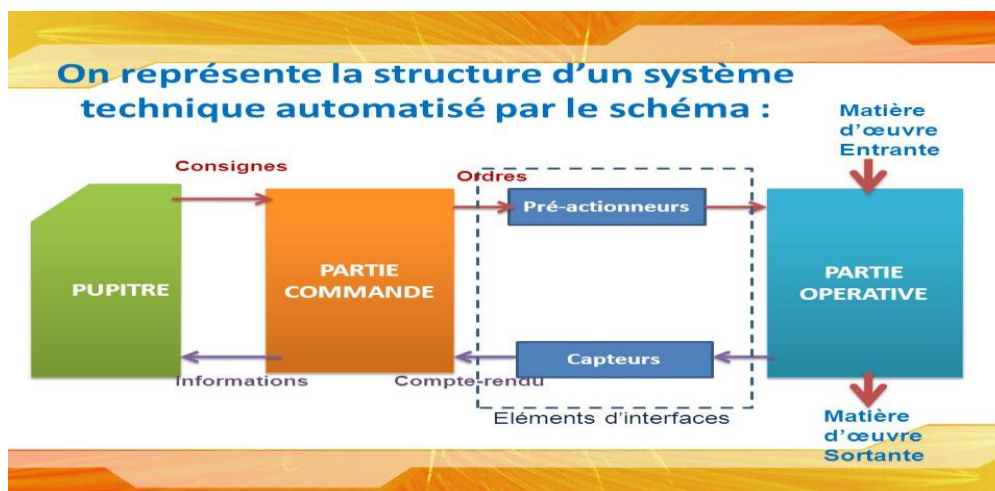 On représente la structure d’un système
technique automatisé par le schéma :
Matière
d’œuvre
Entrante
Consignes
Ordres
Pré-actionneurs
PUPITRE
PARTIE
COMMANDE
PARTIE
OPERATIVE
Capteurs
Informations
Compte-rendu
Eléments d’interfaces
Matière
d’œuvre
Sortante